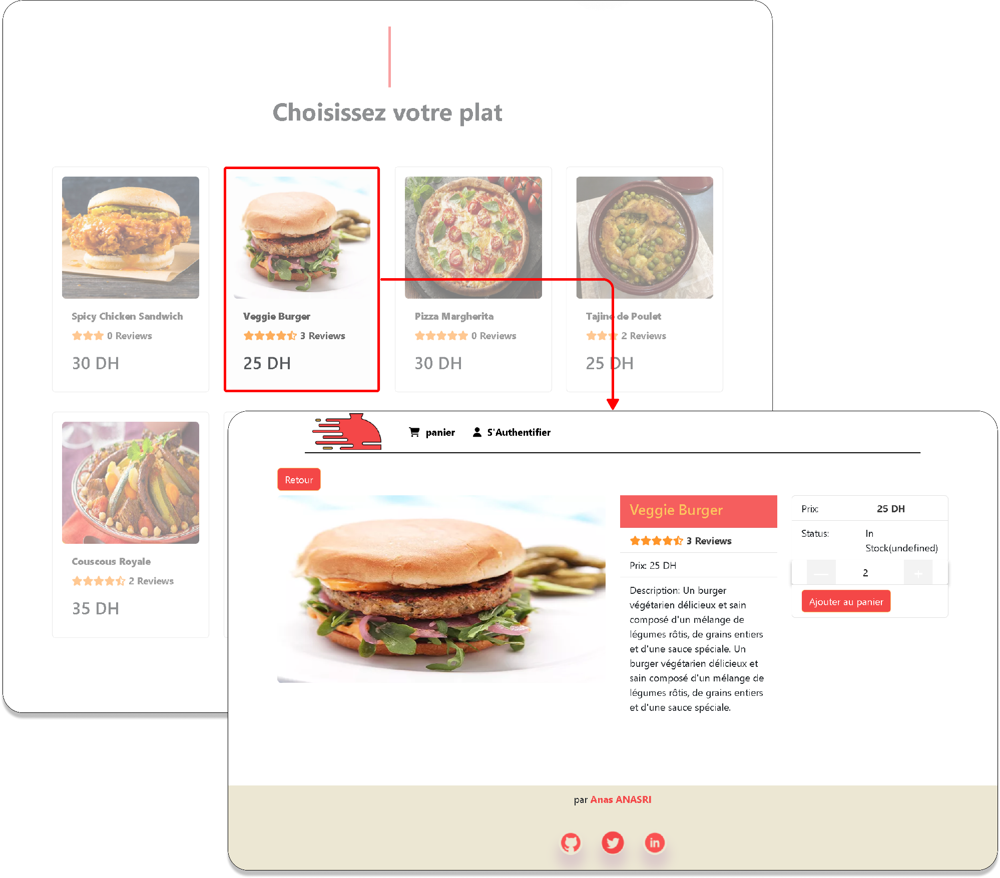 Choisissez votre plat
Spicy Chicken Sandwich
0 Reviews
30 DH
Veggie Burger
3 Reviews
25 DH
Pizza Margherita
0 Reviews
30 DH
Tajine de Poulet
2 Reviews
25 DH
Couscous Royale
2 Reviews
35 DH
panier
S'Authentifier
Retour
Veggie Burger
3 Reviews
Prix: 25 DH
Description: Un burger
végétarien délicieux et sain
composé d'un mélange de
légumes rôtis, de grains entiers
et d'une sauce spéciale. Un
burger végétarien délicieux et
sain composé d'un mélange de
légumes rôtis, de grains entiers
et d'une sauce spéciale.
Prix: 25 DH
Status: In
Stock(undefined)
— 2 +
Ajouter au panier
par Anas ANASRI
in